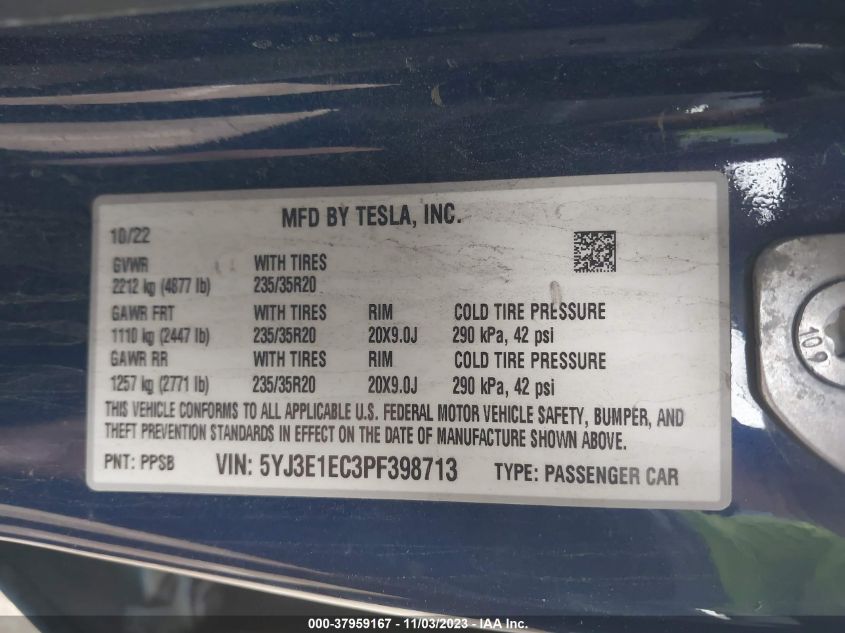 MFD BY TESLA, INC.
10/22
GVWR WITH TIRES
2212 kg (4877 lb) 235/35R20
GAWR FRT WITH TIRES RIM COLD TIRE PRESSURE
1110 kg (2447 lb) 235/35R20 20X9.0J 290 kPa, 42 psi
GAWR RR WITH TIRES RIM COLD TIRE PRESSURE
1257 kg (2771 lb) 235/35R20 20X9.0J 290 kPa, 42 psi
THIS VEHICLE CONFORMS TO ALL APPLICABLE U.S. FEDERAL MOTOR VEHICLE SAFETY, BUMPER, AND
THEFT PREVENTION STANDARDS IN EFFECT ON THE DATE OF MANUFACTURE SHOWN ABOVE.
PNT: PPSB VIN: 5YJ3E1EC3PF398713 TYPE: PASSENGER CAR
109
000-37959167 - 11/03/2023 - IAA Inc.